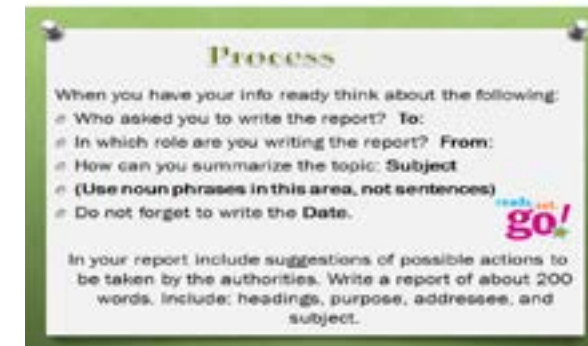 Process
When you have your info ready think about the following:
Who asked you to write the report? To:
In which role are you writing the report? From:
How can you summarize the topic: Subject
(Use noun phrases in this area, not sentences)
Do not forget to write the Date.
ready, set,
go!
In your report include suggestions of possible actions to
be taken by the authorities. Write a report of about 200
words. Include: headings, purpose, addressee, and
subject.